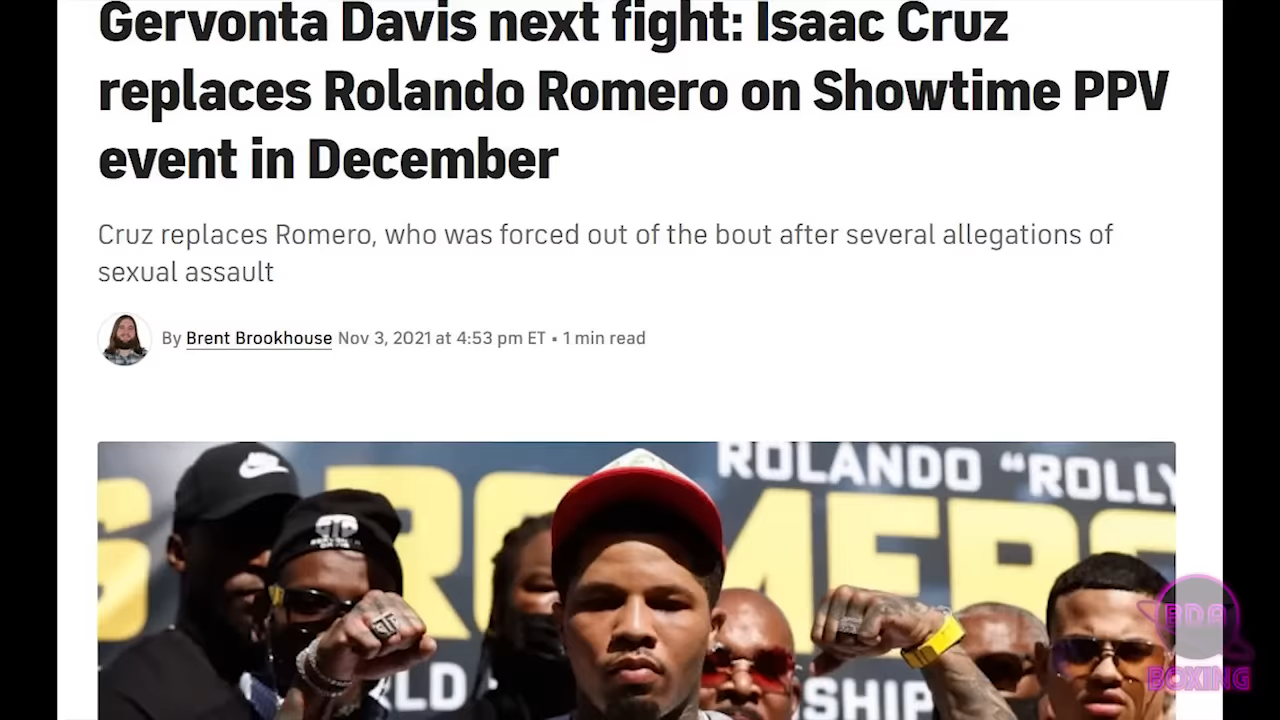 Gervonta Davis next fight: Isaac Cruz
replaces Rolando Romero on Showtime PPV
event in December
Cruz replaces Romero, who was forced out of the bout after several allegations of
sexual assault
By Brent Brookhouse Nov 3, 2021 at 4:53 pm ET • 1 min read
ROLANDO “ROLLY
BDA
BOXING